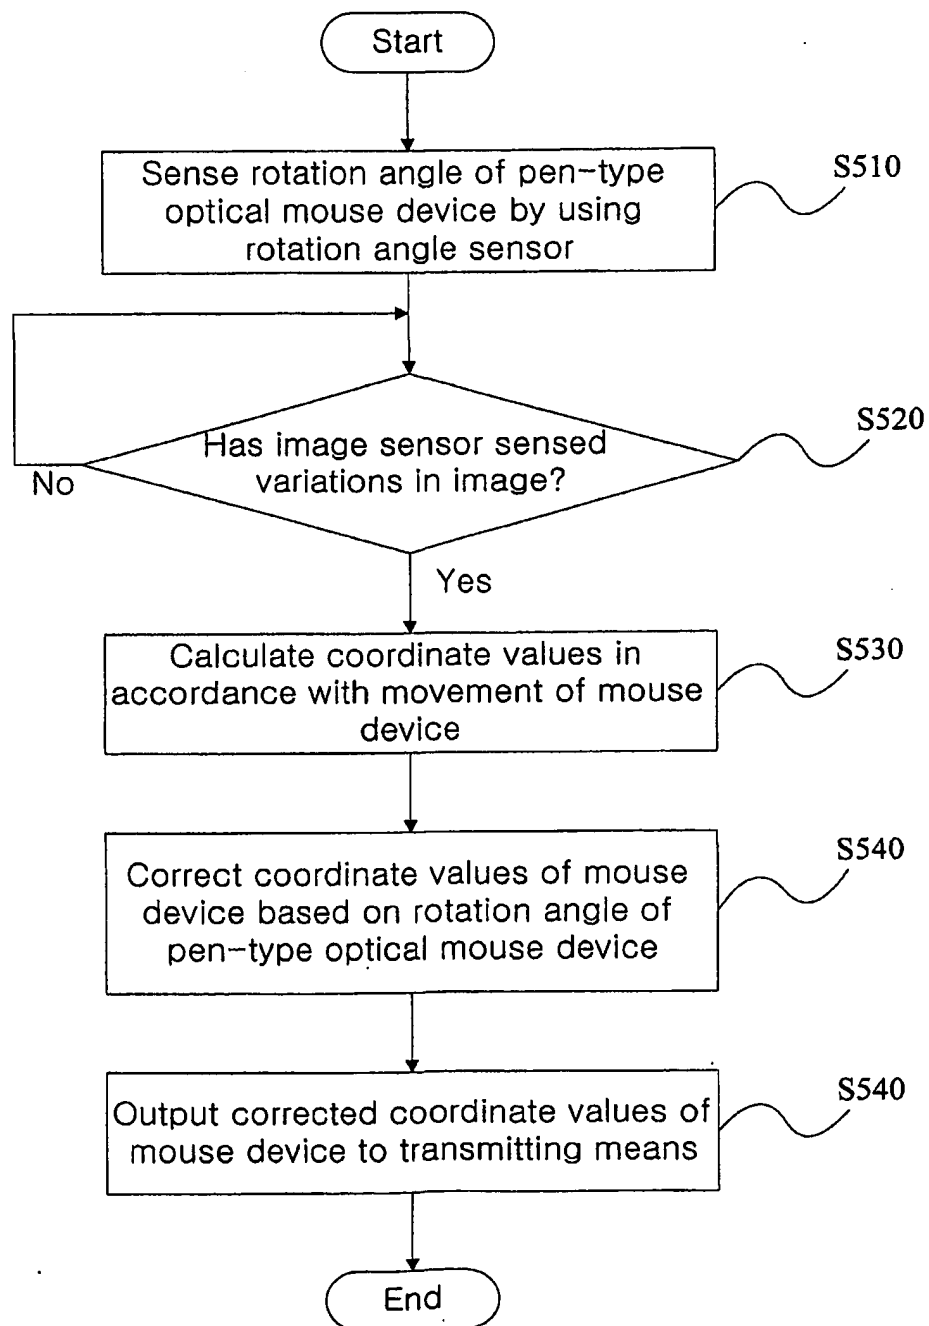 Start
Sense rotation angle of pen-type
optical mouse device by using
rotation angle sensor
S510
Has image sensor sensed
variations in image?
S520
No
Yes
Calculate coordinate values in
accordance with movement of mouse
device
S530
Correct coordinate values of mouse
device based on rotation angle of
pen-type optical mouse device
S540
Output corrected coordinate values of
mouse device to transmitting means
S540
End